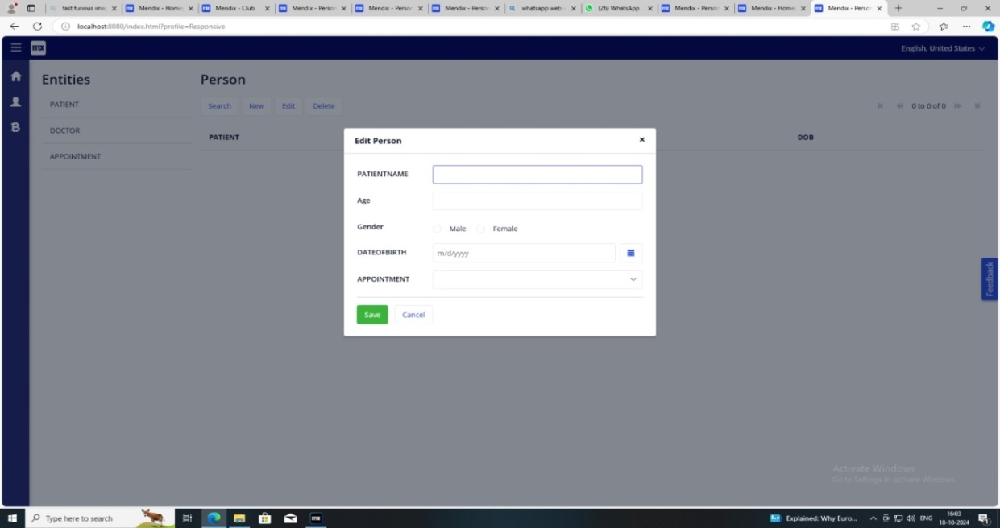 fast furious ima
Mendix - Home
Mendix - Club
Mendix - Person
Mendix - Person
Mendix - Person
whatsapp web
(26) WhatsApp
Mendix - Person
Mendix - Home
Mendix - Person
localhost:8080/index.html?profile=Responsive
mx
English, United States
Entities
Person
PATIENT
Search New Edit Delete
0 to 0 of 0
DOCTOR
PATIENT
DOB
APPOINTMENT
Edit Person
PATIENTNAME
Age
Gender
Male Female
DATEOFBIRTH
m/d/yyyy
APPOINTMENT
Save Cancel
Feedback
Activate Windows
Go to Settings to activate Windows.
Type here to search
mx
Explained: Why Euro...
ENG
16:03
18-10-2024